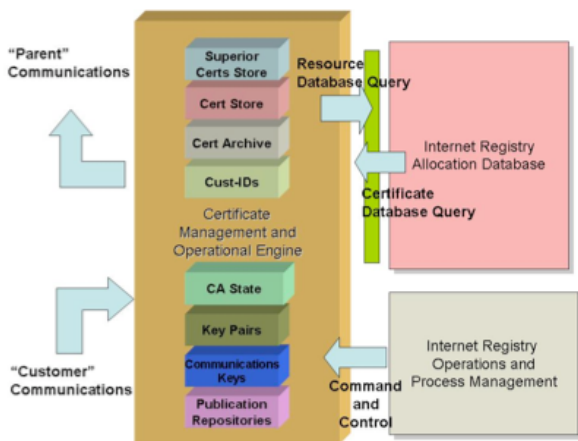 “Parent”
Communications
Superior
Certs Store
Cert Store
Cert Archive
Cust-IDs
Certificate
Management and
Operational Engine
CA State
Key Pairs
Communications
Keys
Publication
Repositories
“Customer”
Communications
Resource
Database Query
Internet Registry
Allocation Database
Certificate
Database Query
Internet Registry
Operations and
Process Management
Command
and
Control